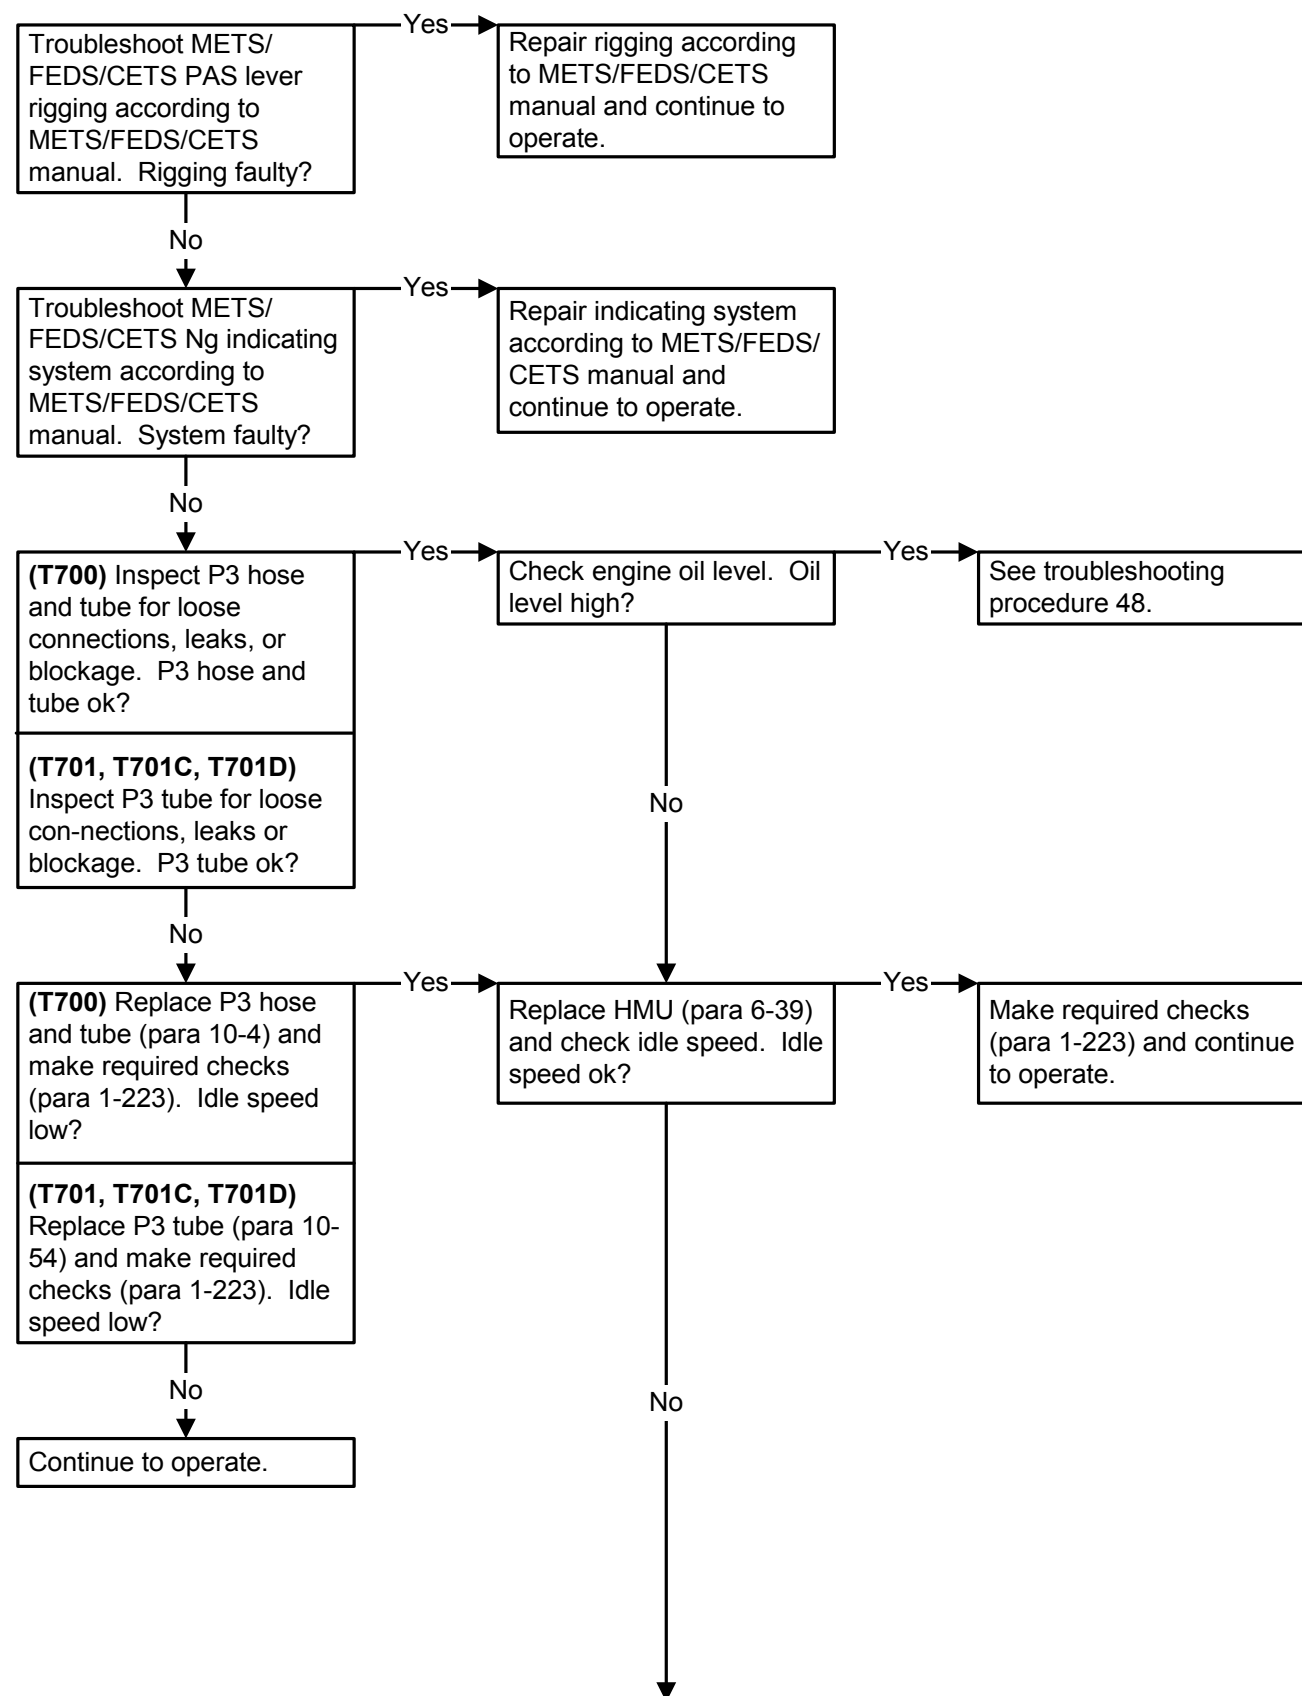 Troubleshoot METS/
FEDS/CETS PAS lever
rigging according to
METS/FEDS/CETS
manual.  Rigging faulty?
Yes
Repair rigging according
to METS/FEDS/CETS
manual and continue to
operate.
No
Troubleshoot METS/
FEDS/CETS Ng indicating
system according to
METS/FEDS/CETS
manual.  System faulty?
Yes
Repair indicating system
according to METS/FEDS/
CETS manual and
continue to operate.
No
(T700) Inspect P3 hose
and tube for loose
connections, leaks, or
blockage.  P3 hose and
tube ok?
(T701, T701C, T701D)
Inspect P3 tube for loose
con-nections, leaks or
blockage.  P3 tube ok?
Yes
Check engine oil level.  Oil
level high?
Yes
See troubleshooting
procedure 48.
No
No
(T700) Replace P3 hose
and tube (para 10-4) and
make required checks
(para 1-223).  Idle speed
low?
(T701, T701C, T701D)
Replace P3 tube (para 10-
54) and make required
checks (para 1-223).  Idle
speed low?
Yes
Replace HMU (para 6-39)
and check idle speed.  Idle
speed ok?
Yes
Make required checks
(para 1-223) and continue
to operate.
No
No
Continue to operate.